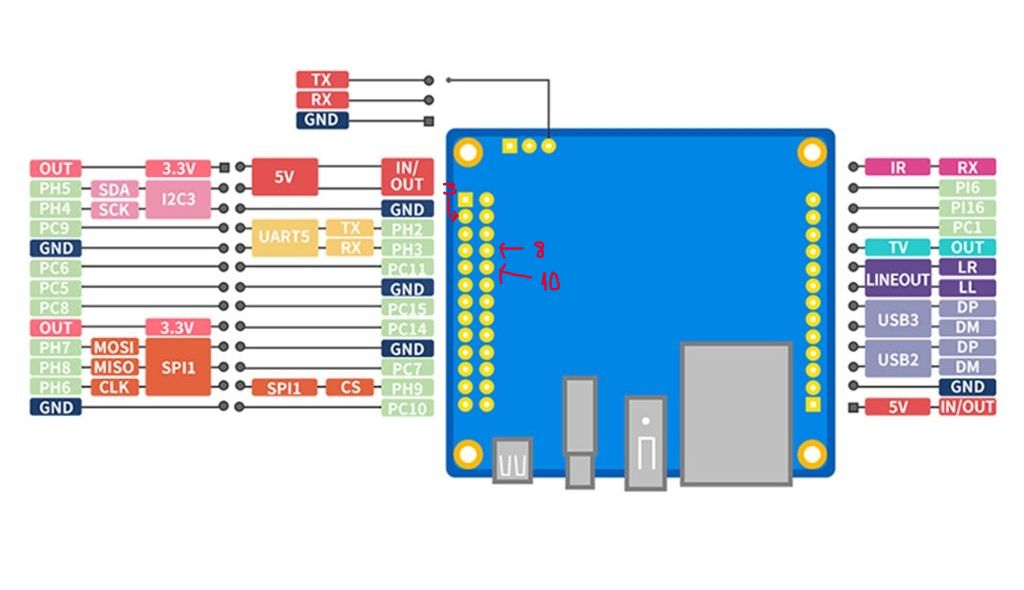 TX
RX
GND
OUT 3.3V 5V IN/OUT
PH5 SDA I2C3
PH4 SCK GND
PC9 UART5 TX PH2
GND RX PH3
PC6 PC11
PC5 GND
PC8 PC15
OUT 3.3V PC14
PH7 MOSI SPI1 GND
PH8 MISO PC7
PH6 CLK SPI1 CS PH9
GND PC10
3
8
10
IR RX
PI6
PI16
PC1
TV OUT
LINEOUT LR
LL
USB3 DP
DM
USB2 DP
DM
GND
5V IN/OUT